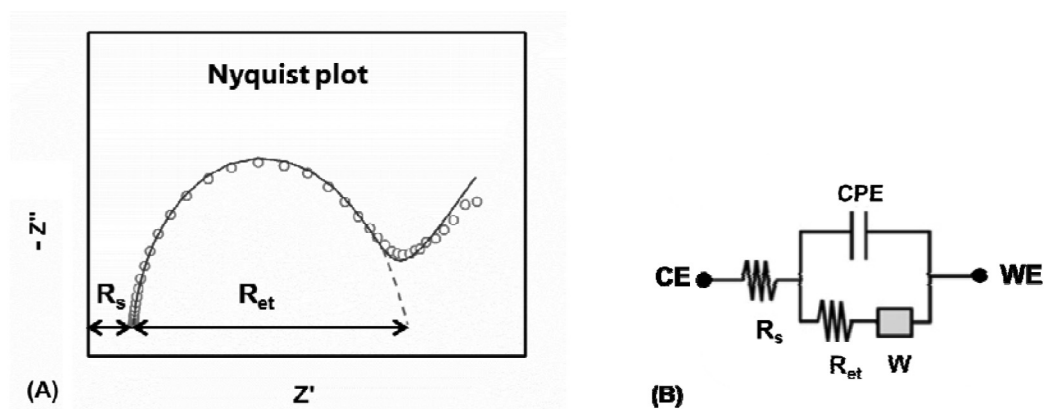 Nyquist plot
- Z"
Rs
Ret
(A)
Z'
CPE
CE
WE
Rs
Ret
W
(B)